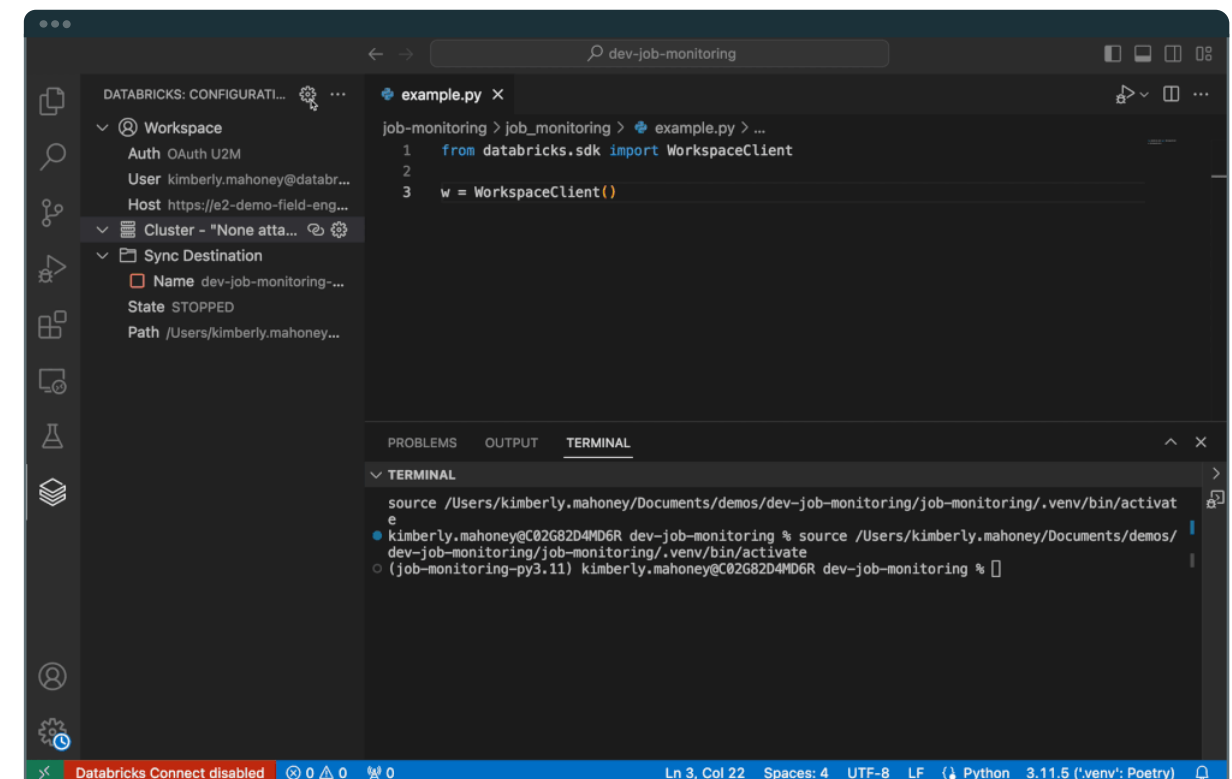 dev-job-monitoring
DATABRICKS: CONFIGURATI...
Workspace
Auth OAuth U2M
User kimberly.mahoney@databr...
Host https://e2-demo-field-eng...
Cluster - "None atta...
Sync Destination
Name dev-job-monitoring-...
State STOPPED
Path /Users/kimberly.mahoney...
example.py
job-monitoring > job_monitoring > example.py > ...
1 from databricks.sdk import WorkspaceClient
2
3 w = WorkspaceClient()
PROBLEMS OUTPUT TERMINAL
TERMINAL
source /Users/kimberly.mahoney/Documents/demos/dev-job-monitoring/job-monitoring/.venv/bin/activat
e
kimberly.mahoney@C02G82D4MD6R dev-job-monitoring % source /Users/kimberly.mahoney/Documents/demos/
dev-job-monitoring/job-monitoring/.venv/bin/activate
(job-monitoring-py3.11) kimberly.mahoney@C02G82D4MD6R dev-job-monitoring %
Databricks Connect disabled 0 0 0 Ln 3, Col 22 Spaces: 4 UTF-8 LF Python 3.11.5 ('.venv': Poetry)